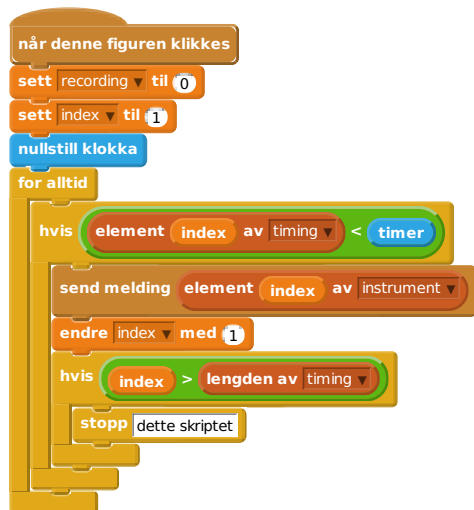 når denne figuren klikkes
sett recording til 0
sett index til 1
nullstill klokka
for alltid
hvis element index av timing < timer
send melding element index av instrument
endre index med 1
hvis index > lengden av timing
stopp dette skriptet